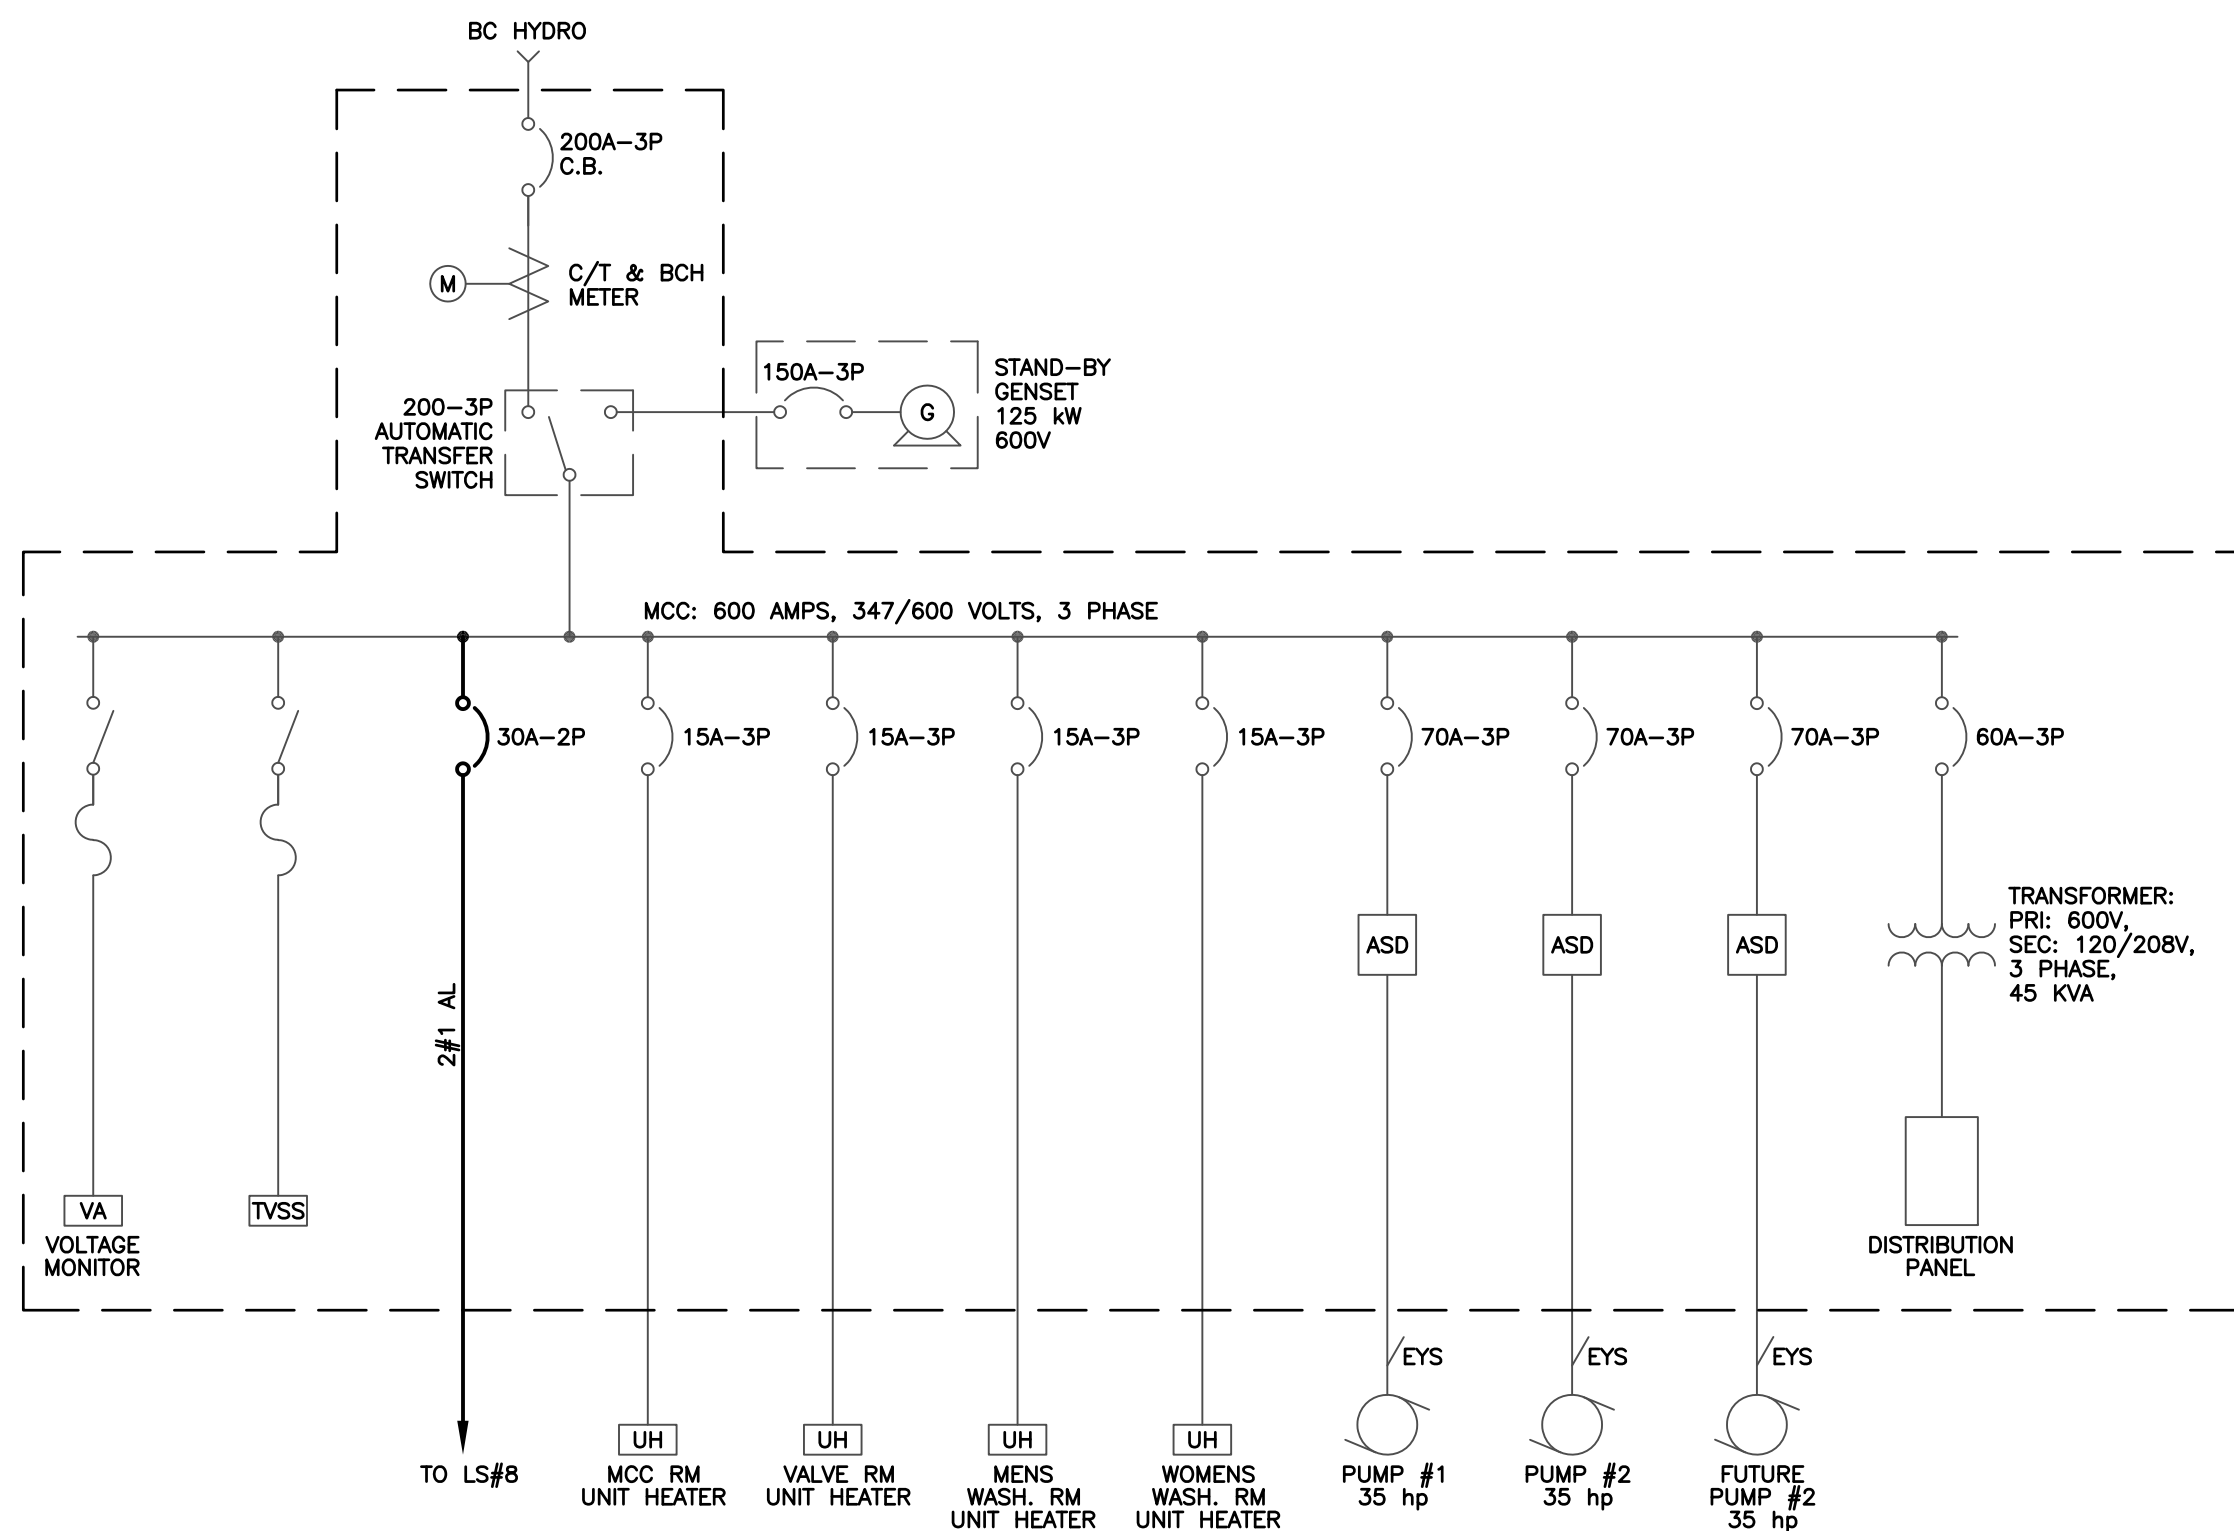 BC HYDRO
200A-3P
C.B.
M
C/T & BCH
METER
200-3P
AUTOMATIC
TRANSFER
SWITCH
150A-3P
G
STAND-BY
GENSET
125 kW
600V
MCC: 600 AMPS, 347/600 VOLTS, 3 PHASE
30A-2P
15A-3P
15A-3P
15A-3P
15A-3P
70A-3P
70A-3P
70A-3P
60A-3P
2#1 AL
ASD
ASD
ASD
TRANSFORMER:
PRI: 600V,
SEC: 120/208V,
3 PHASE,
45 KVA
VA
VOLTAGE
MONITOR
TVSS
DISTRIBUTION
PANEL
EYS
EYS
EYS
TO LS#8
UH
MCC RM
UNIT HEATER
UH
VALVE RM
UNIT HEATER
UH
MENS
WASH. RM
UNIT HEATER
UH
WOMENS
WASH. RM
UNIT HEATER
PUMP #1
35 hp
PUMP #2
35 hp
FUTURE
PUMP #2
35 hp